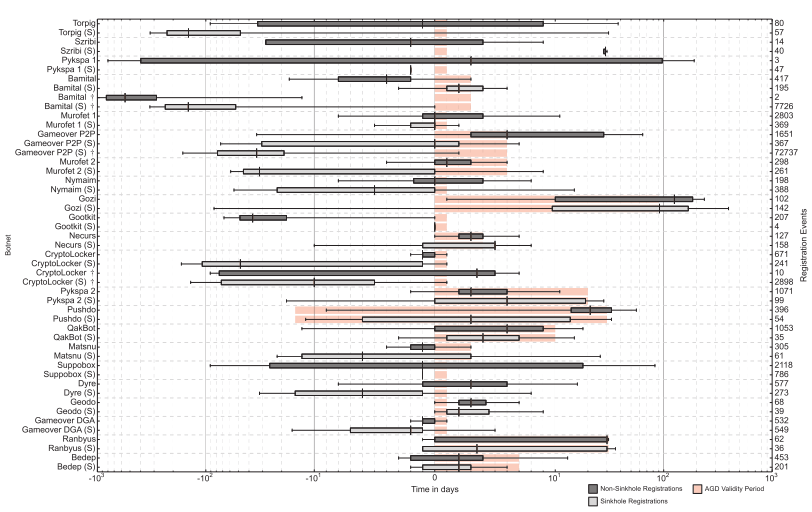 Torpig 80
Torpig (S) 57
Szribi 14
Szribi (S) 40
Pykspa 1 3
Pykspa 1 (S) 47
Bamital 417
Bamital (S) 195
Bamital † 2
Bamital (S) † 7726
Murofet 1 2803
Murofet 1 (S) 369
Gameover P2P 1651
Gameover P2P (S) 367
Gameover P2P (S) † 72737
Murofet 2 298
Murofet 2 (S) 261
Nymaim 198
Nymaim (S) 388
Gozi 102
Gozi (S) 142
Gootkit 207
Gootkit (S) 4
Necurs 127
Necurs (S) 158
CryptoLocker 671
CryptoLocker (S) 241
CryptoLocker † 10
CryptoLocker (S) † 2898
Pykspa 2 1071
Pykspa 2 (S) 99
Pushdo 396
Pushdo (S) 54
QakBot 1053
QakBot (S) 35
Matsnu 305
Matsnu (S) 61
Suppobox 2118
Suppobox (S) 786
Dyre 577
Dyre (S) 273
Geodo 68
Geodo (S) 39
Gameover DGA 532
Gameover DGA (S) 549
Ranbyus 62
Ranbyus (S) 36
Bedep 453
Bedep (S) 201
Botnet
Registration Events
-10³ -10² -10¹ 0 10¹ 10² 10³
Time in days
Non-Sinkhole Registrations AGD Validity Period
Sinkhole Registrations